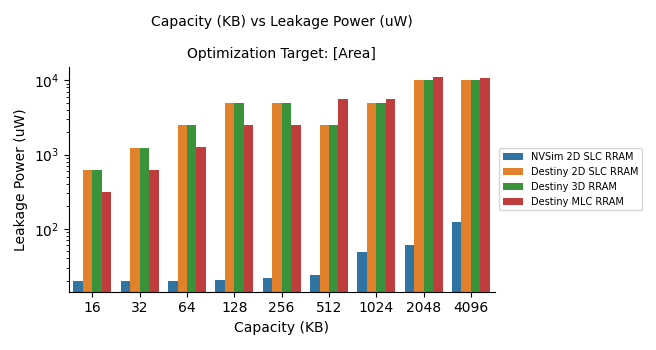 Capacity (KB) vs Leakage Power (uW)
Optimization Target: [Area]
Leakage Power (uW)
10^4
10^3
10^2
16 32 64 128 256 512 1024 2048 4096
Capacity (KB)
NVSim 2D SLC RRAM
Destiny 2D SLC RRAM
Destiny 3D RRAM
Destiny MLC RRAM